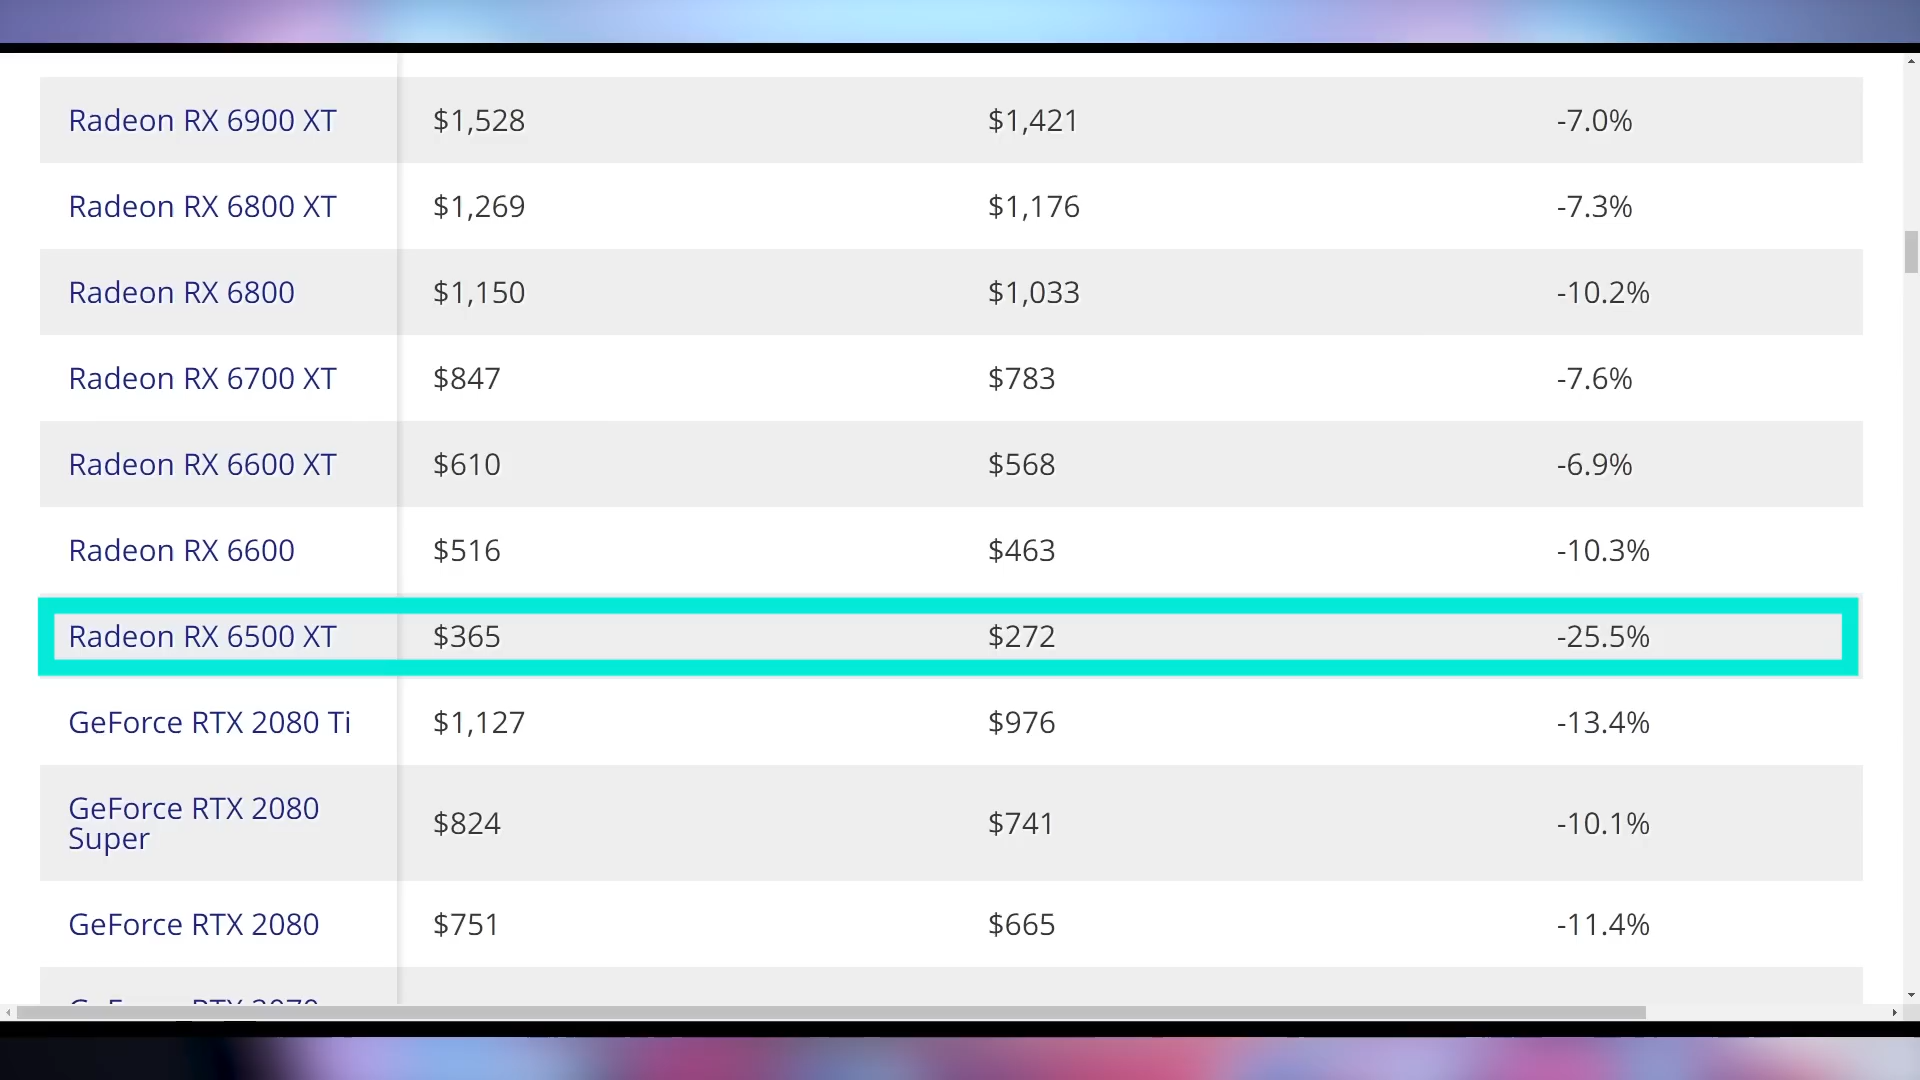 Radeon RX 6900 XT $1,528 $1,421 -7.0%
Radeon RX 6800 XT $1,269 $1,176 -7.3%
Radeon RX 6800 $1,150 $1,033 -10.2%
Radeon RX 6700 XT $847 $783 -7.6%
Radeon RX 6600 XT $610 $568 -6.9%
Radeon RX 6600 $516 $463 -10.3%
Radeon RX 6500 XT $365 $272 -25.5%
GeForce RTX 2080 Ti $1,127 $976 -13.4%
GeForce RTX 2080
Super $824 $741 -10.1%
GeForce RTX 2080 $751 $665 -11.4%